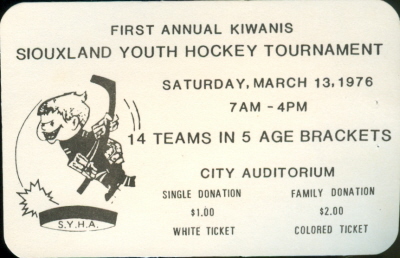 FIRST ANNUAL KIWANIS
SIOUXLAND YOUTH HOCKEY TOURNAMENT
SATURDAY, MARCH 13, 1976
7AM - 4PM
14 TEAMS IN 5 AGE BRACKETS
CITY AUDITORIUM
SINGLE DONATION FAMILY DONATION
$1.00 $2.00
WHITE TICKET COLORED TICKET
S.Y.H.A.